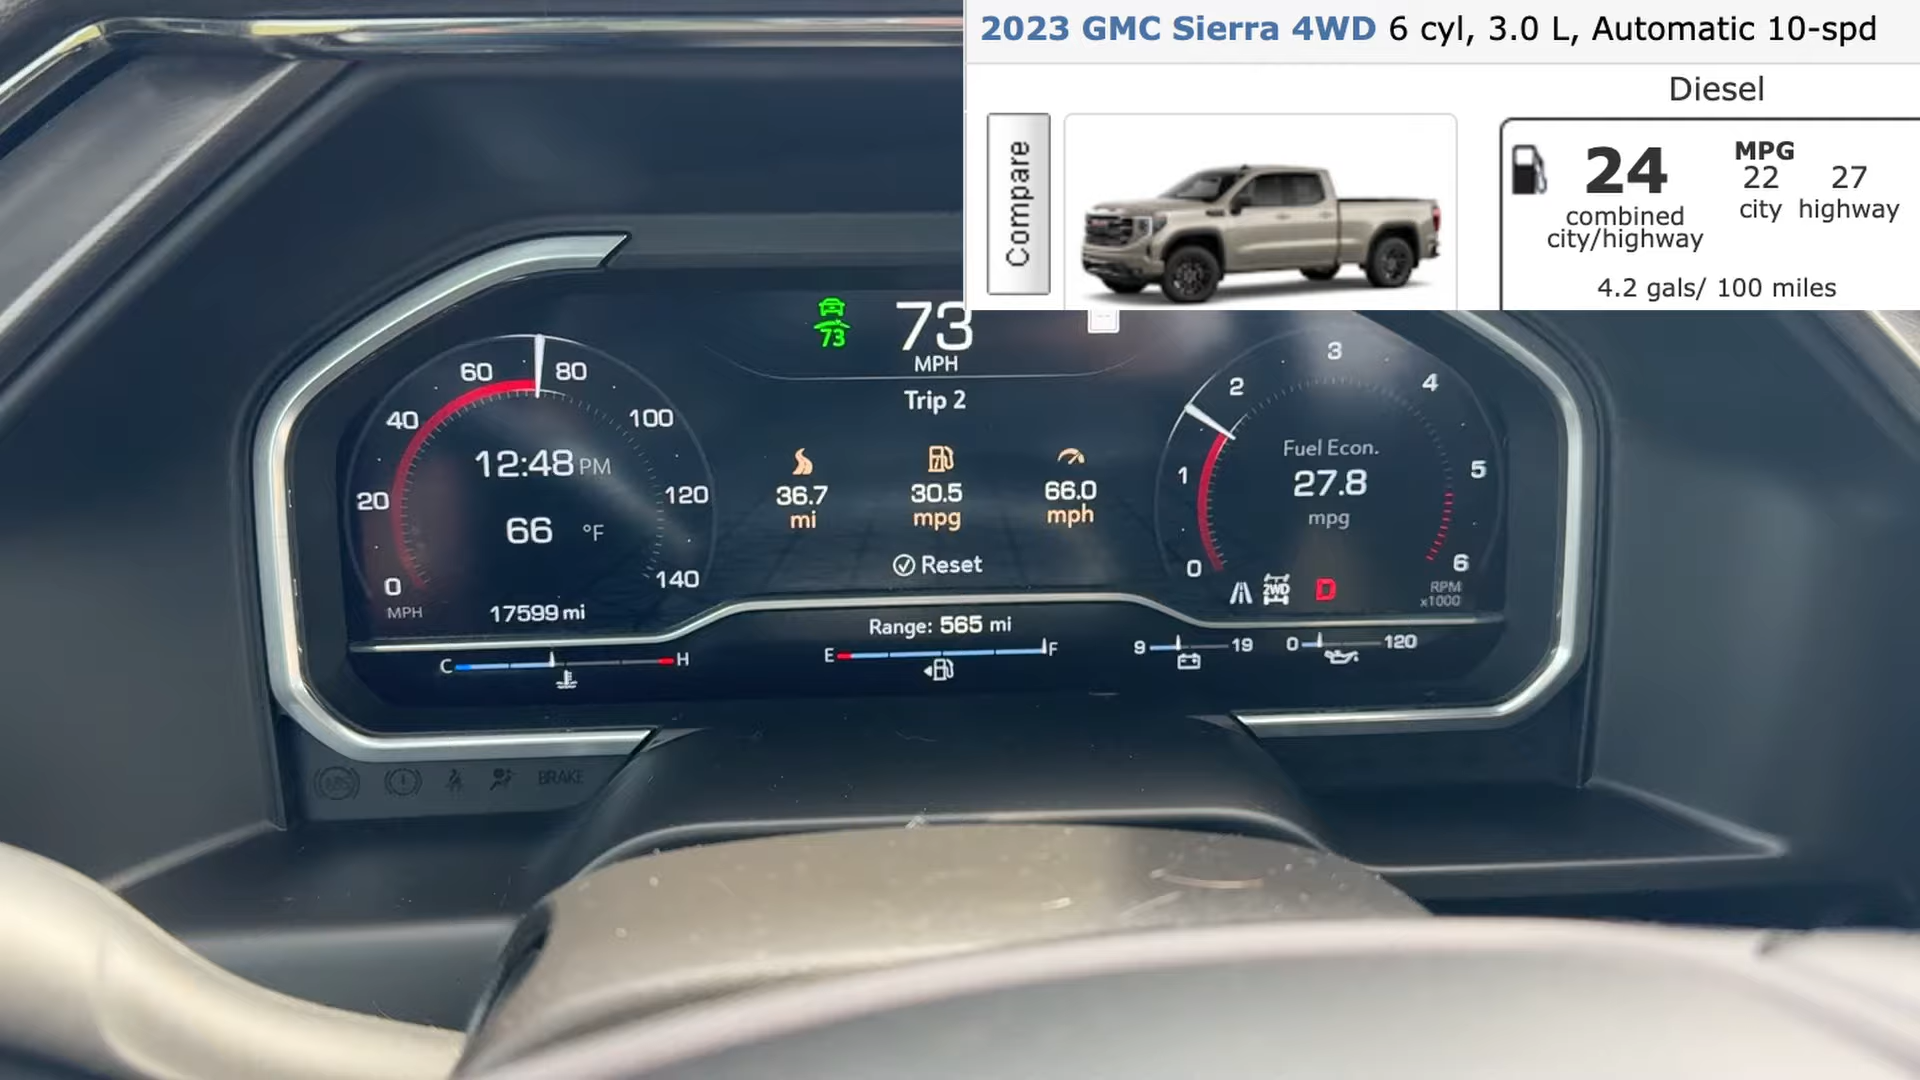 2023 GMC Sierra 4WD 6 cyl, 3.0 L, Automatic 10-spd
Diesel
Compare
24
combined
city/highway
MPG
22
city
27
highway
4.2 gals/ 100 miles
73
73
MPH
Trip 2
36.7
mi
30.5
mpg
66.0
mph
Reset
Range: 565 mi
0
20
40
60
80
100
120
140
MPH
12:48 PM
66 °F
17599 mi
C
H
E
F
0
1
2
3
4
5
6
RPM
x1000
Fuel Econ.
27.8
mpg
2WD
D
9
19
0
120
ABS
BRAKE